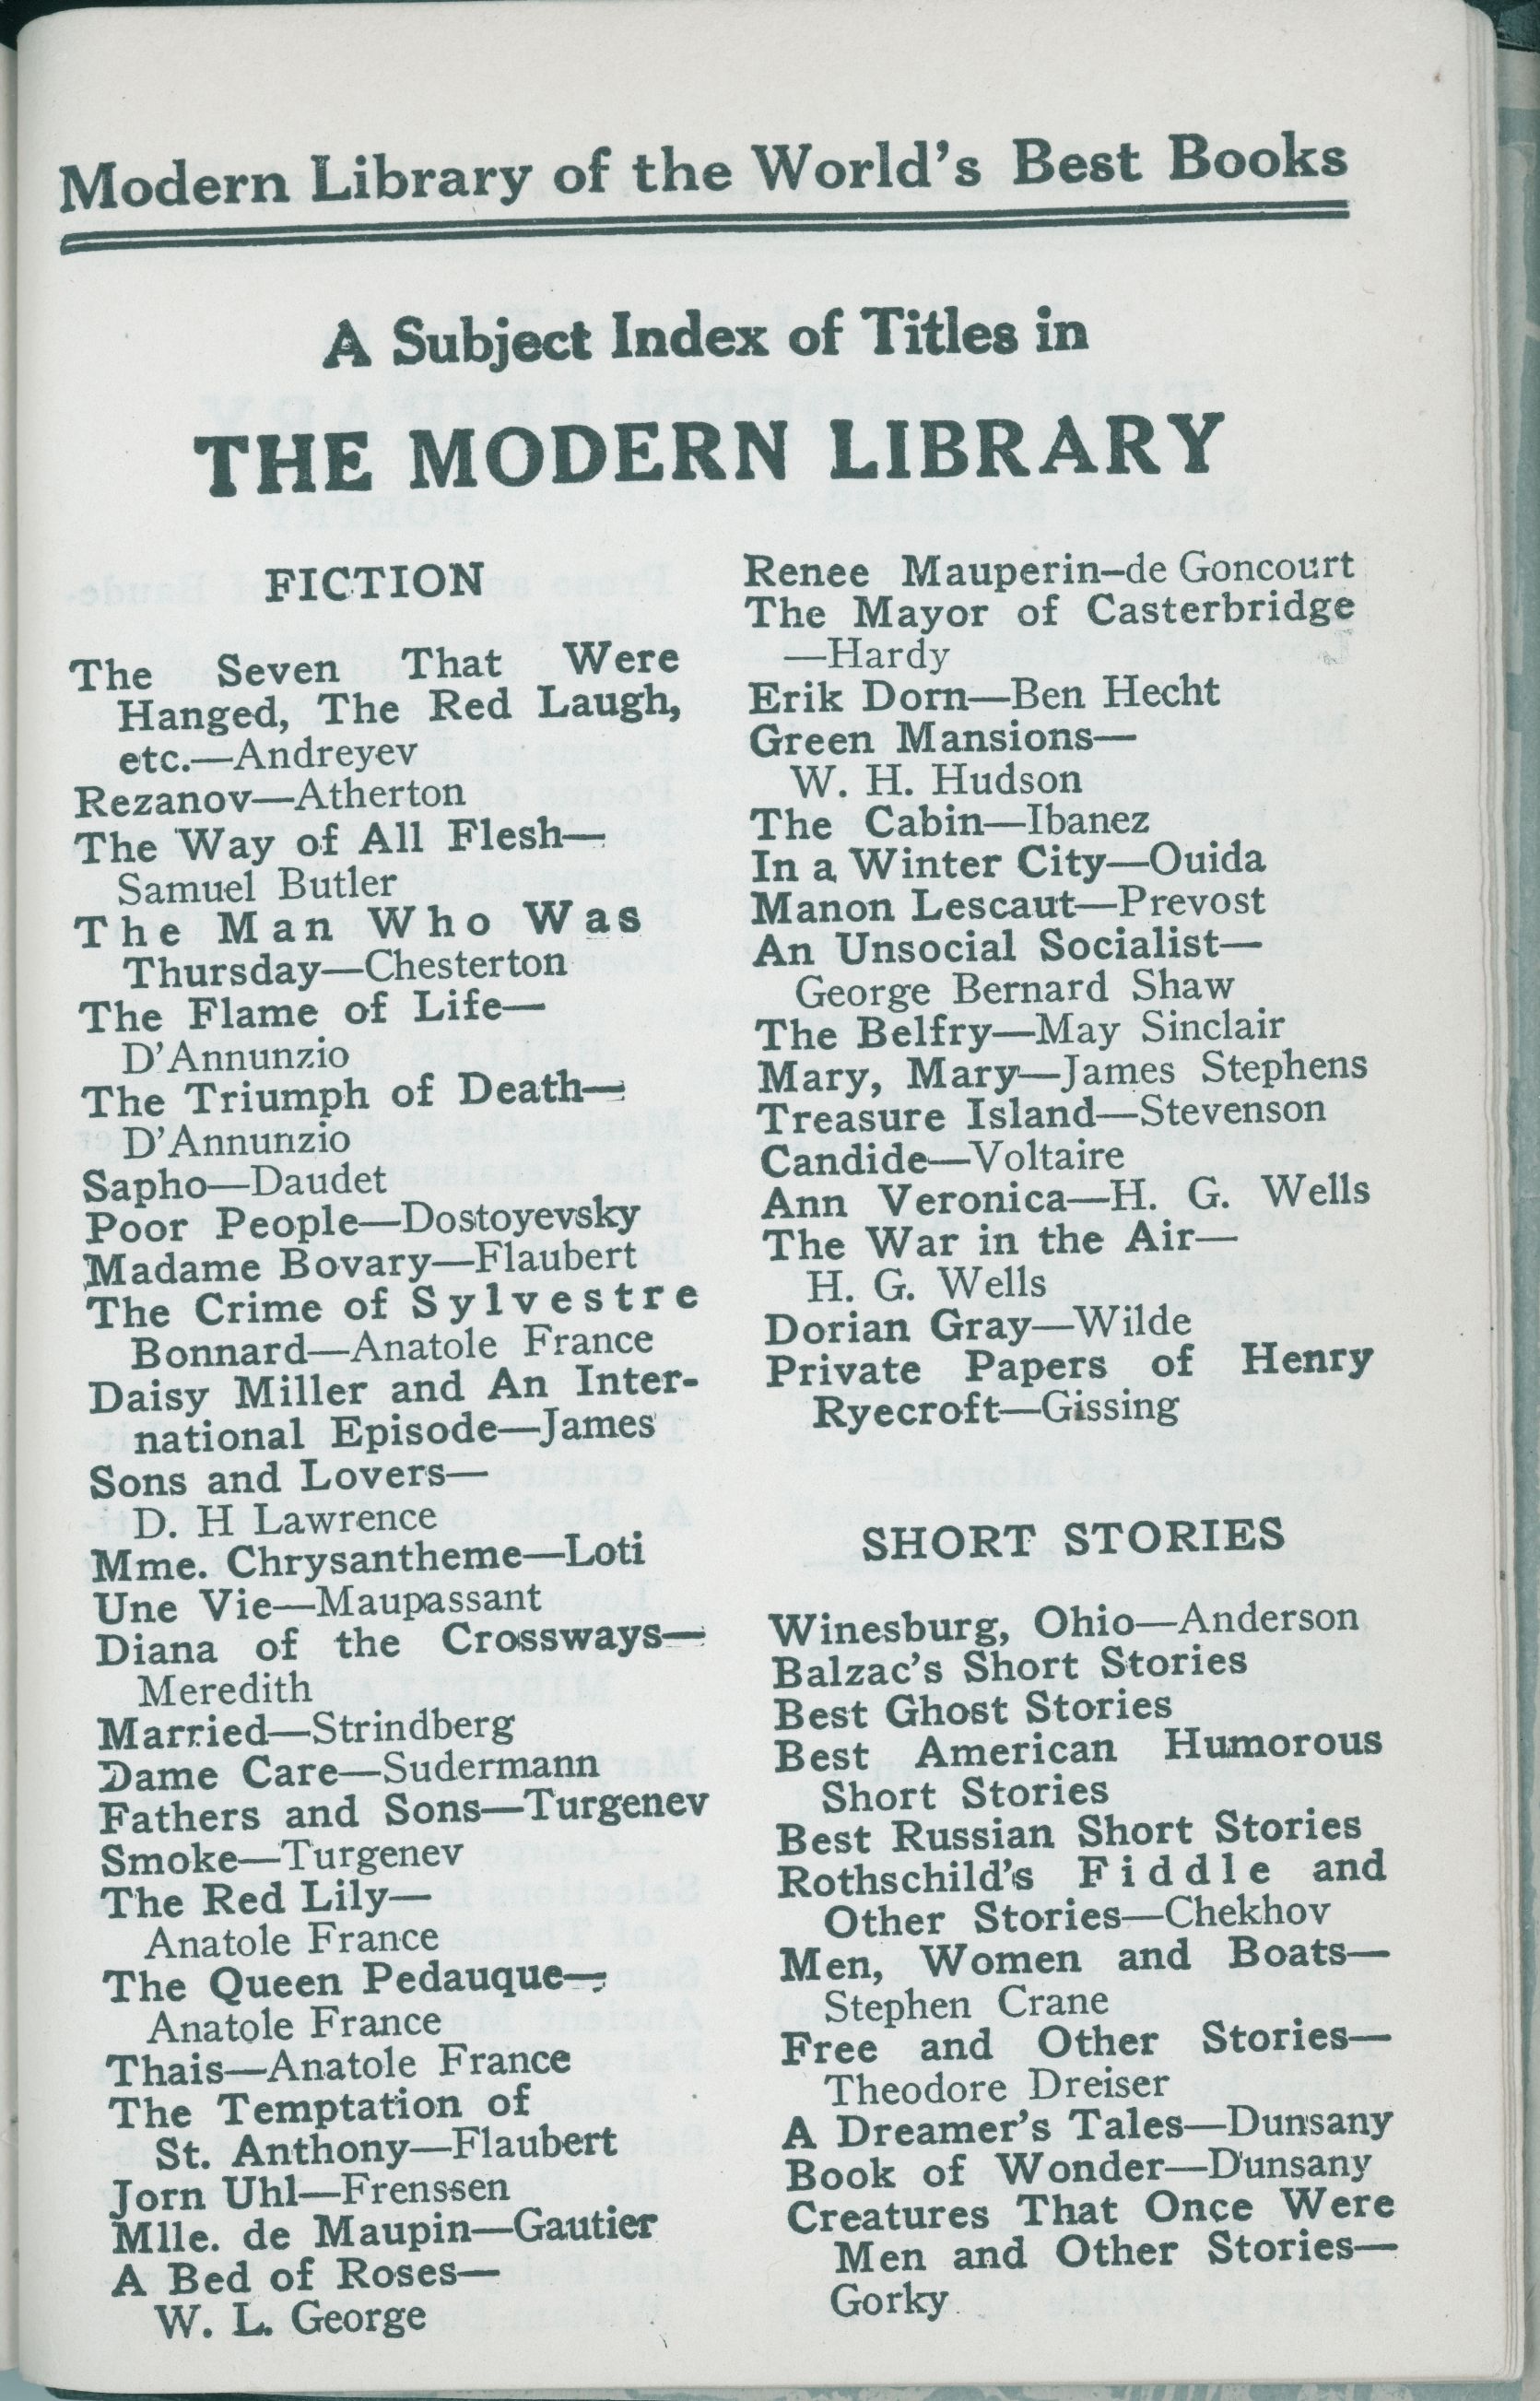 Modern Library of the World's Best Books
A Subject Index of Titles in
THE MODERN LIBRARY
FICTION
The Seven That Were
Hanged, The Red Laugh,
etc.—Andreyev
Rezanov—Atherton
The Way of All Flesh—
Samuel Butler
The Man Who Was
Thursday—Chesterton
The Flame of Life—
D'Annunzio
The Triumph of Death—
D'Annunzio
Sapho—Daudet
Poor People—Dostoyevsky
Madame Bovary—Flaubert
The Crime of Sylvestre
Bonnard—Anatole France
Daisy Miller and An Inter-
national Episode—James
Sons and Lovers—
D. H Lawrence
Mme. Chrysantheme—Loti
Une Vie—Maupassant
Diana of the Crossways—
Meredith
Married—Strindberg
Dame Care—Sudermann
Fathers and Sons—Turgenev
Smoke—Turgenev
The Red Lily—
Anatole France
The Queen Pedauque—
Anatole France
Thais—Anatole France
The Temptation of
St. Anthony—Flaubert
Jorn Uhl—Frenssen
Mlle. de Maupin—Gautier
A Bed of Roses—
W. L. George
Renee Mauperin—de Goncourt
The Mayor of Casterbridge
—Hardy
Erik Dorn—Ben Hecht
Green Mansions—
W. H. Hudson
The Cabin—Ibanez
In a Winter City—Ouida
Manon Lescaut—Prevost
An Unsocial Socialist—
George Bernard Shaw
The Belfry—May Sinclair
Mary, Mary—James Stephens
Treasure Island—Stevenson
Candide—Voltaire
Ann Veronica—H. G. Wells
The War in the Air—
H. G. Wells
Dorian Gray—Wilde
Private Papers of Henry
Ryecroft—Gissing
SHORT STORIES
Winesburg, Ohio—Anderson
Balzac's Short Stories
Best Ghost Stories
Best American Humorous
Short Stories
Best Russian Short Stories
Rothschild's Fiddle and
Other Stories—Chekhov
Men, Women and Boats—
Stephen Crane
Free and Other Stories—
Theodore Dreiser
A Dreamer's Tales—Dunsany
Book of Wonder—Dunsany
Creatures That Once Were
Men and Other Stories—
Gorky